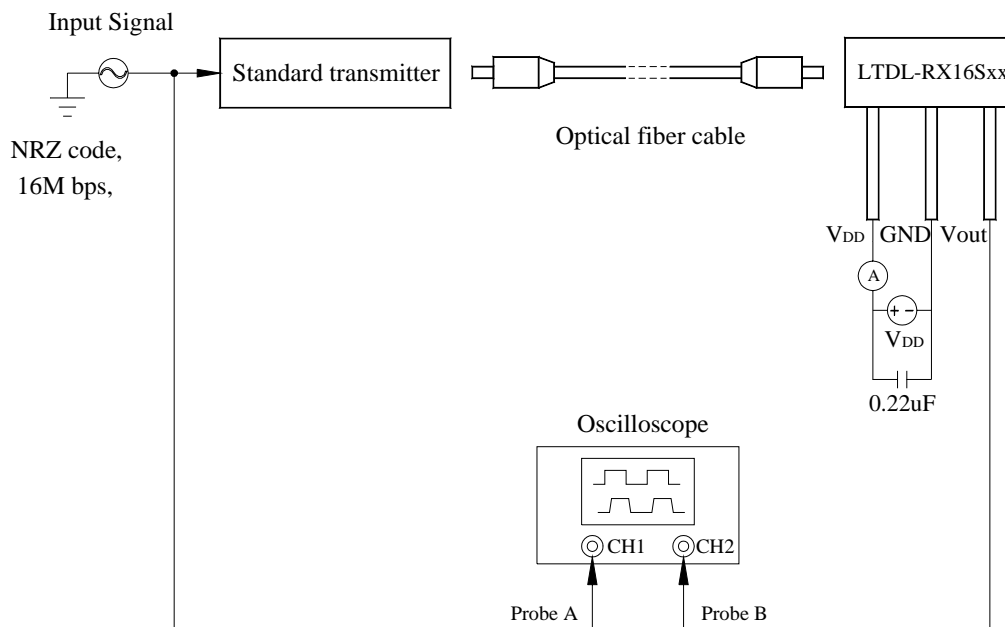 Input Signal
Standard transmitter
LTDL-RX16Sxx
NRZ code,
16M bps,
Optical fiber cable
VDD GND Vout
A
+ -
VDD
0.22uF
Oscilloscope
CH1 CH2
Probe A Probe B